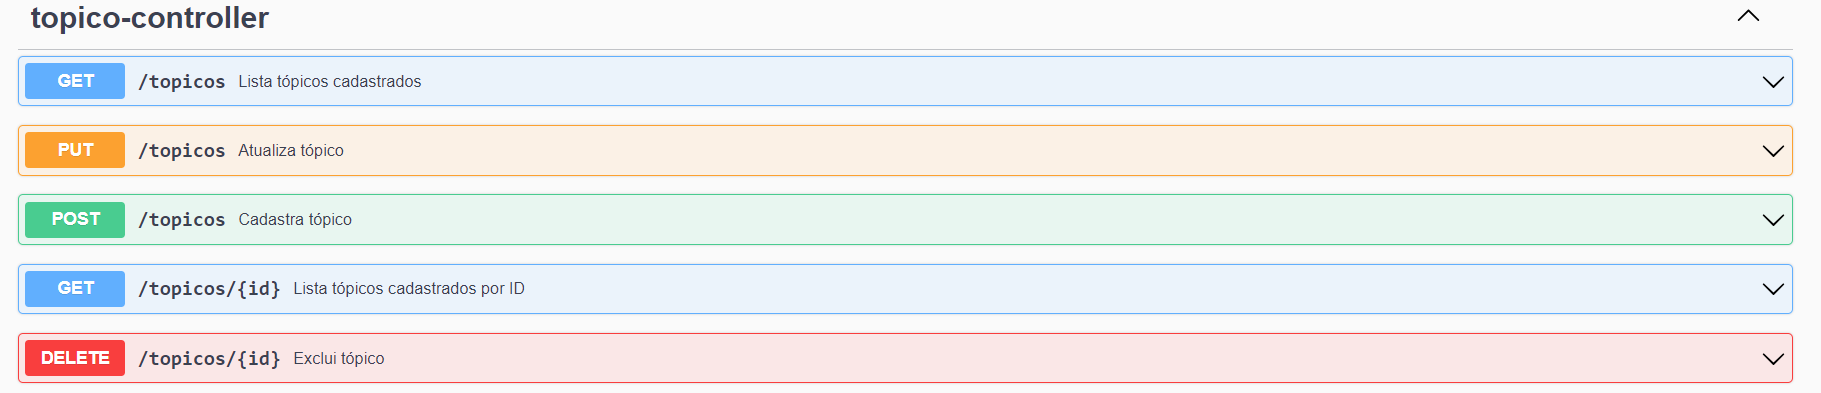 topico-controller
GET /topicos Lista tópicos cadastrados
PUT /topicos Atualiza tópico
POST /topicos Cadastra tópico
GET /topicos/{id} Lista tópicos cadastrados por ID
DELETE /topicos/{id} Exclui tópico